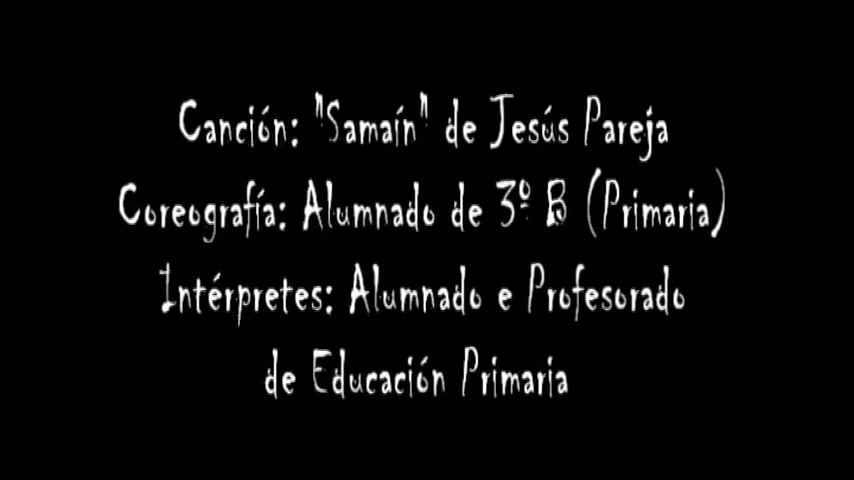 Canción: "Samaín" de Jesús Pareja
Coreografía: Alumnado de 3º B (Primaria)
Intérpretes: Alumnado e Profesorado
de Educación Primaria